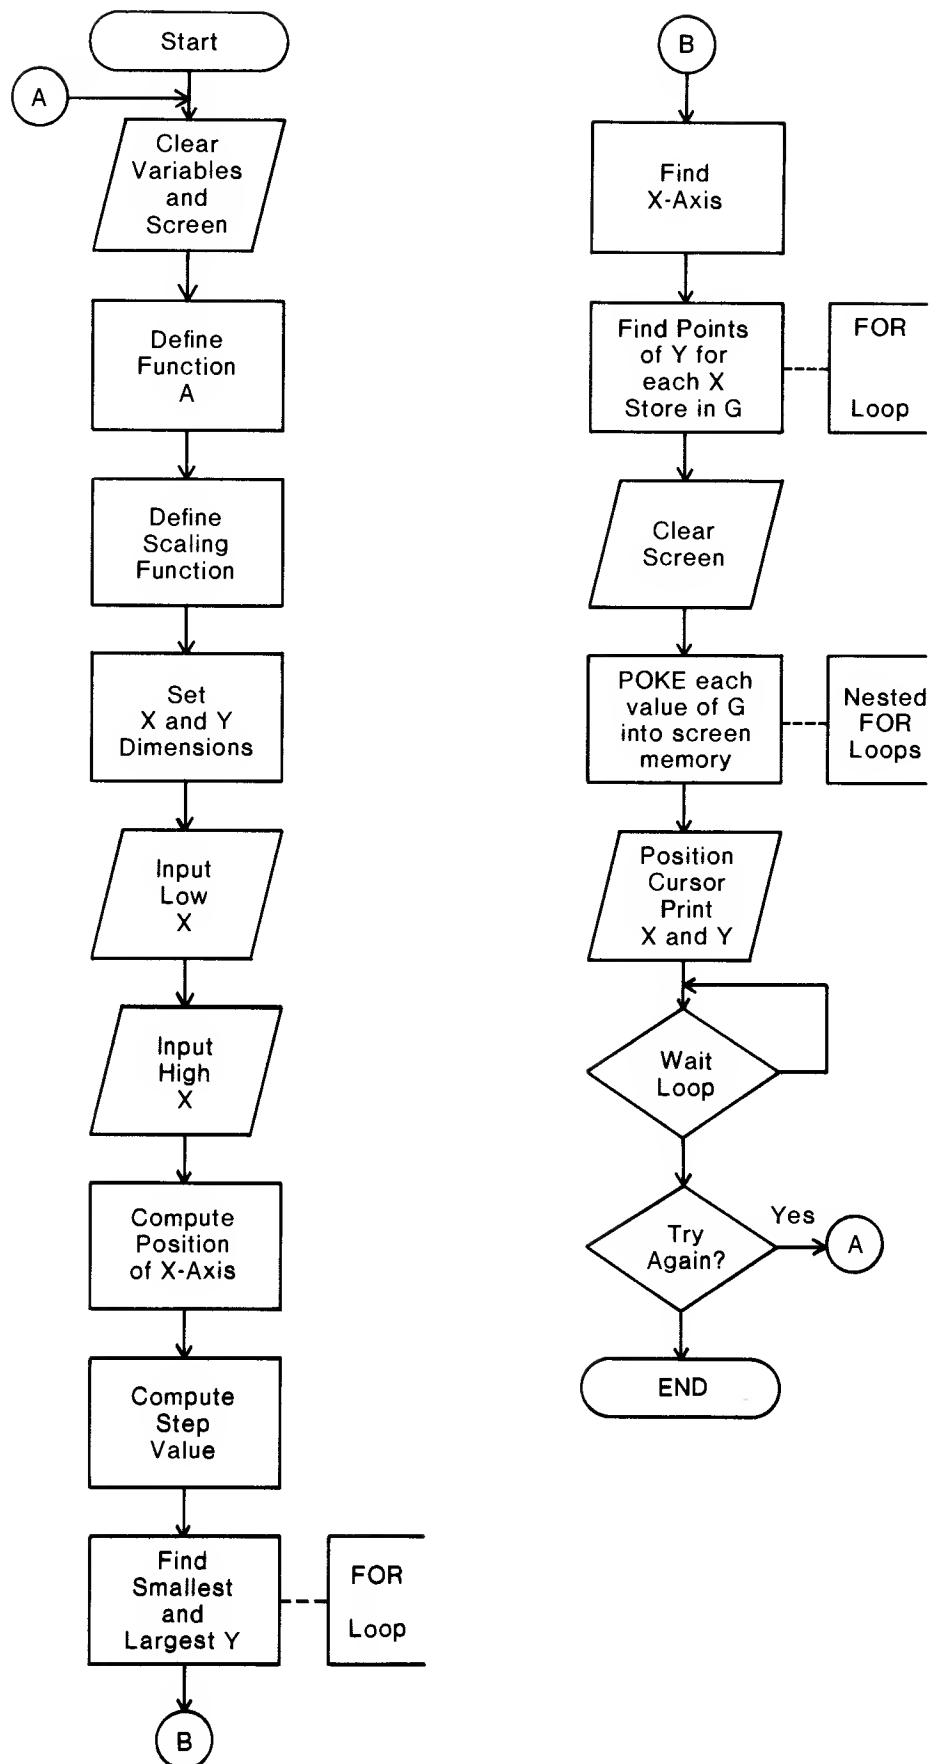 Start
A
Clear
Variables
and
Screen
Define
Function
A
Define
Scaling
Function
Set
X and Y
Dimensions
Input
Low
X
Input
High
X
Compute
Position
of X-Axis
Compute
Step
Value
Find
Smallest
and
Largest Y
FOR
Loop
B
B
Find
X-Axis
Find Points
of Y for
each X
Store in G
FOR
Loop
Clear
Screen
POKE each
value of G
into screen
memory
Nested
FOR
Loops
Position
Cursor
Print
X and Y
Wait
Loop
Try
Again?
Yes
A
END